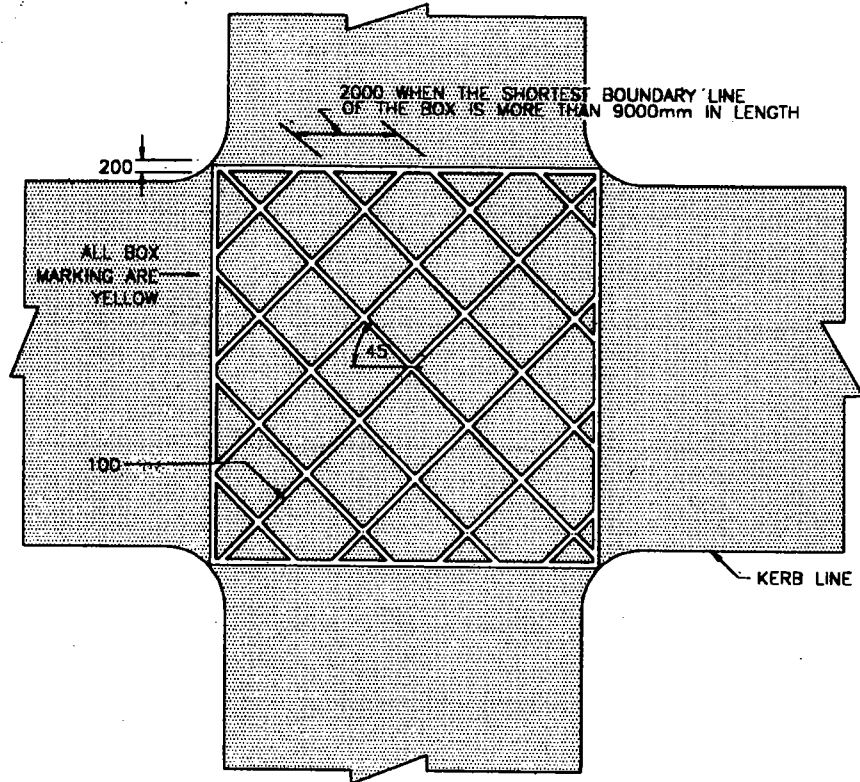 2000 WHEN THE SHORTEST BOUNDARY LINE
OF THE BOX IS MORE THAN 9000mm IN LENGTH
200
ALL BOX
MARKING ARE
YELLOW
45
100
KERB LINE